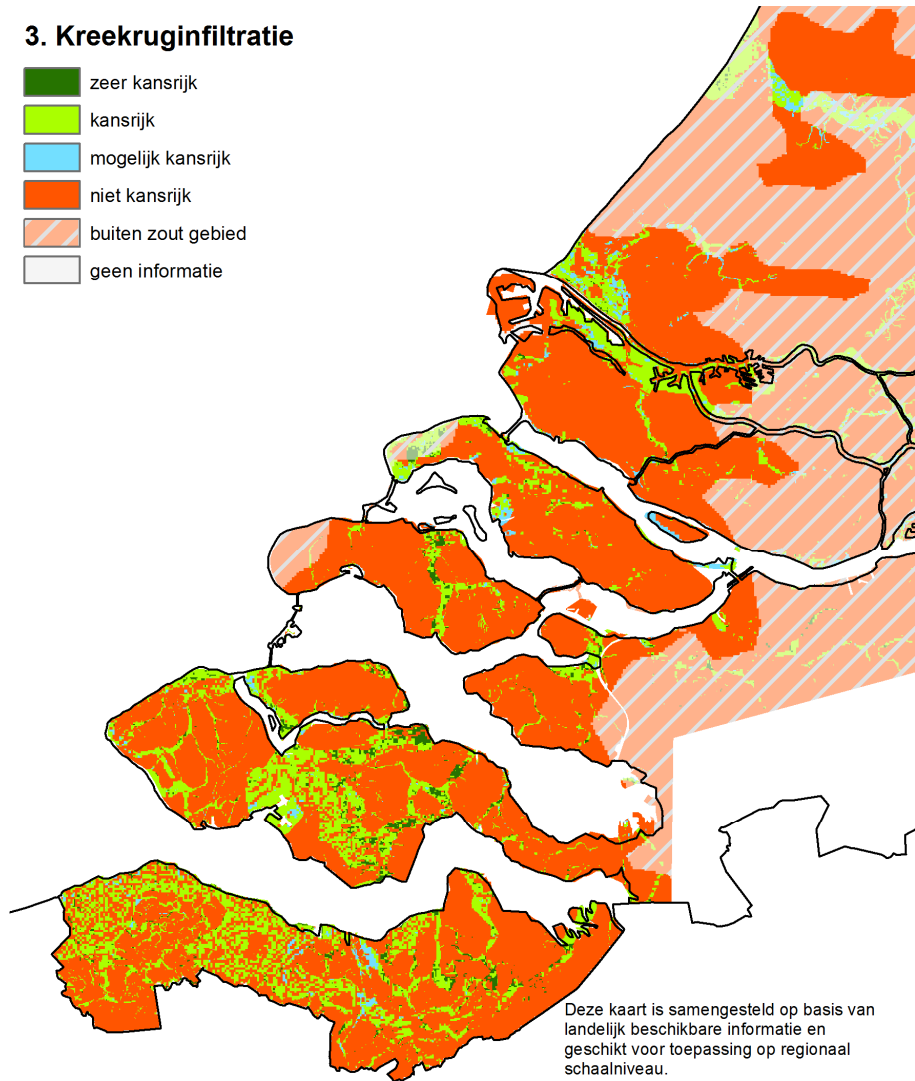 3. Kreekruginfiltratie
zeer kansrijk
kansrijk
mogelijk kansrijk
niet kansrijk
buiten zout gebied
geen informatie
Deze kaart is samengesteld op basis van
landelijk beschikbare informatie en
geschikt voor toepassing op regionaal
schaalniveau.